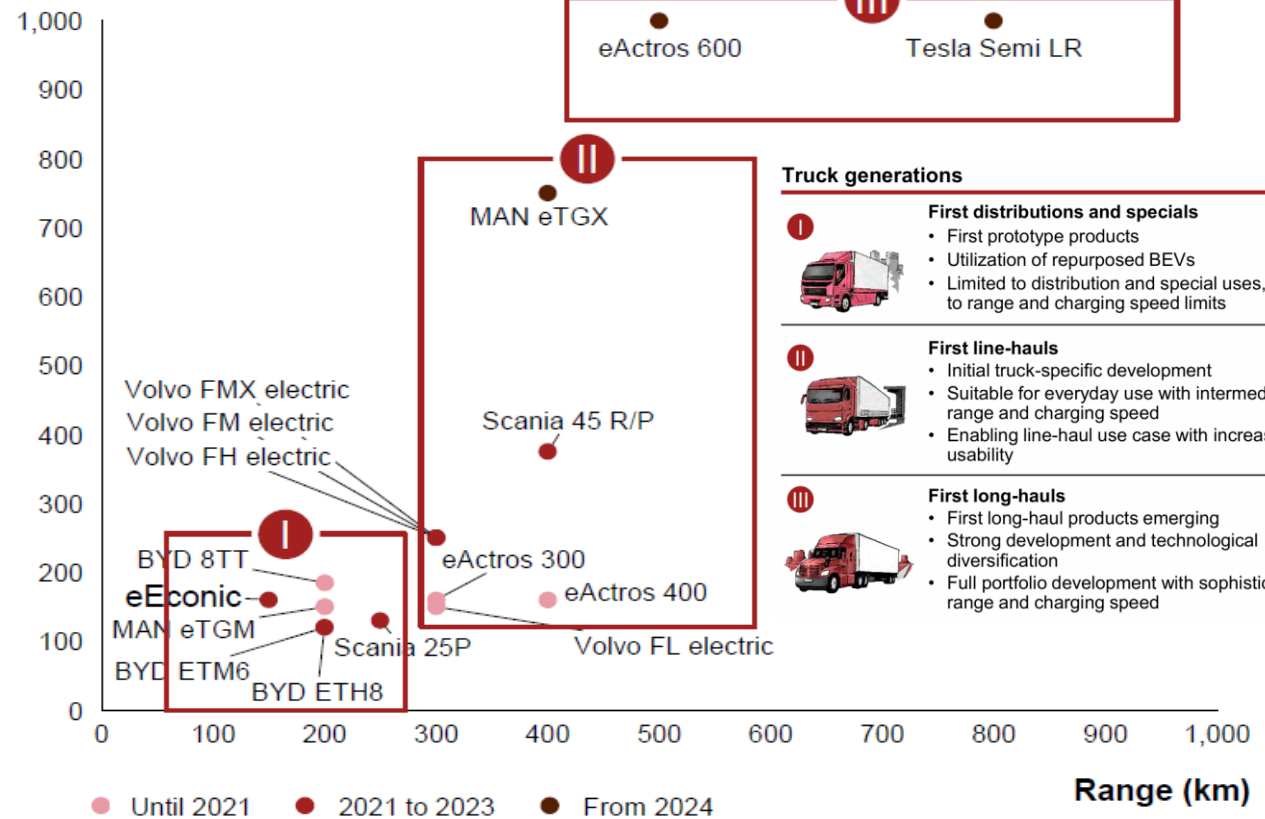 III
1,000
eActros 600
Tesla Semi LR
900
800
II
MAN eTGX
700
600
500
Volvo FMX electric
Volvo FM electric
Volvo FH electric
400
Scania 45 R/P
300
I
BYD 8TT
eActros 300
200
eEconic
eActros 400
MAN eTGM
Scania 25P
Volvo FL electric
100
BYD ETM6
BYD ETH8
0
0 100 200 300 400 500 600 700 800 900 1,000
Range (km)
Until 2021
2021 to 2023
From 2024
Truck generations
I
First distributions and specials
• First prototype products
• Utilization of repurposed BEVs
• Limited to distribution and special uses,
to range and charging speed limits
II
First line-hauls
• Initial truck-specific development
• Suitable for everyday use with intermed
range and charging speed
• Enabling line-haul use case with increas
usability
III
First long-hauls
• First long-haul products emerging
• Strong development and technological
diversification
• Full portfolio development with sophistic
range and charging speed